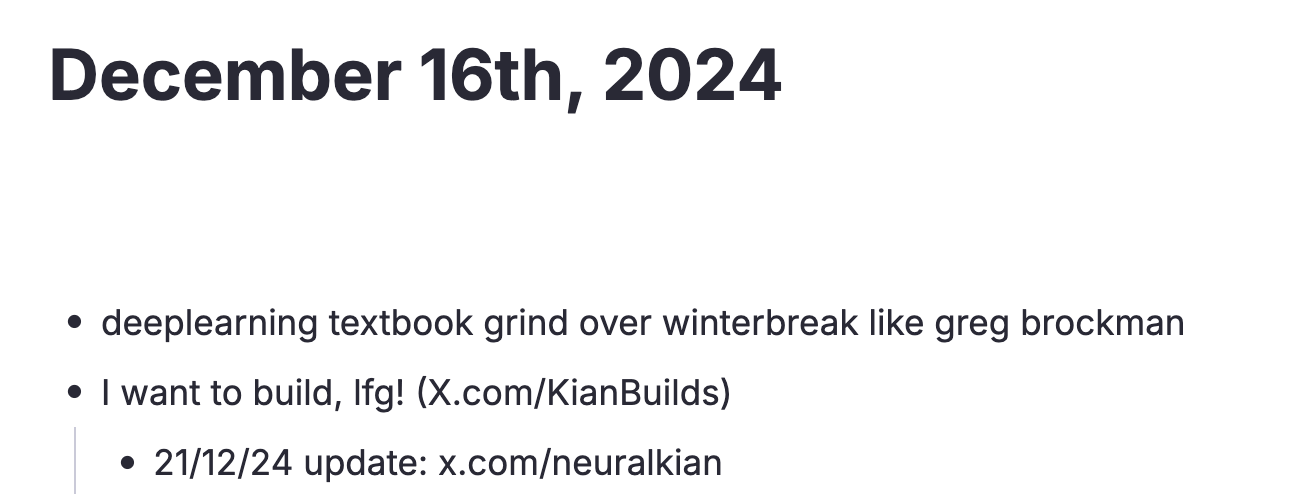 December 16th, 2024
deeplearning textbook grind over winterbreak like greg brockman
I want to build, lfg! (X.com/KianBuilds)
21/12/24 update: x.com/neuralkian